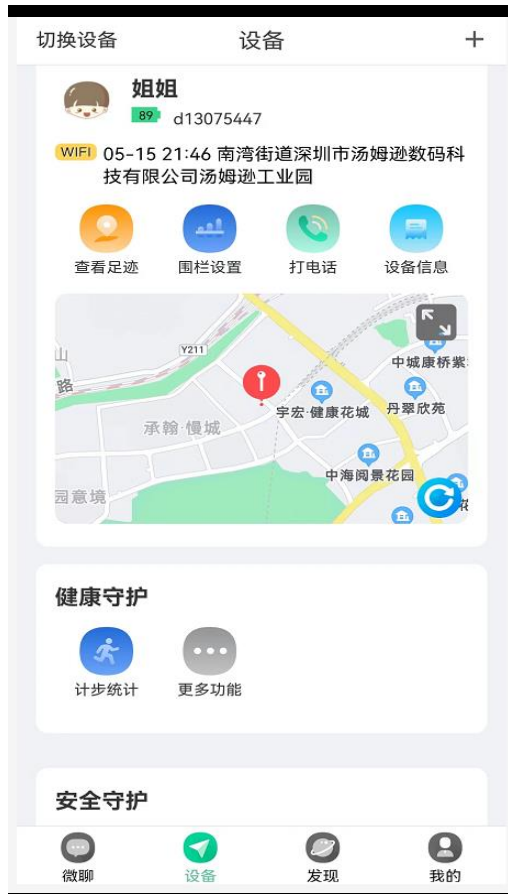 切换设备 设备 +
姐姐
89 d13075447
WIFI 05-15 21:46 南湾街道深圳市汤姆逊数码科
技有限公司汤姆逊工业园
查看足迹 围栏设置 打电话 设备信息
山
Y211
中城康桥紫
路
宇宏·健康花城 丹翠欣苑
承翰·慢城
中海阅景花园
园意境
花
健康守护
计步统计 更多功能
安全守护
微聊 设备 发现 我的